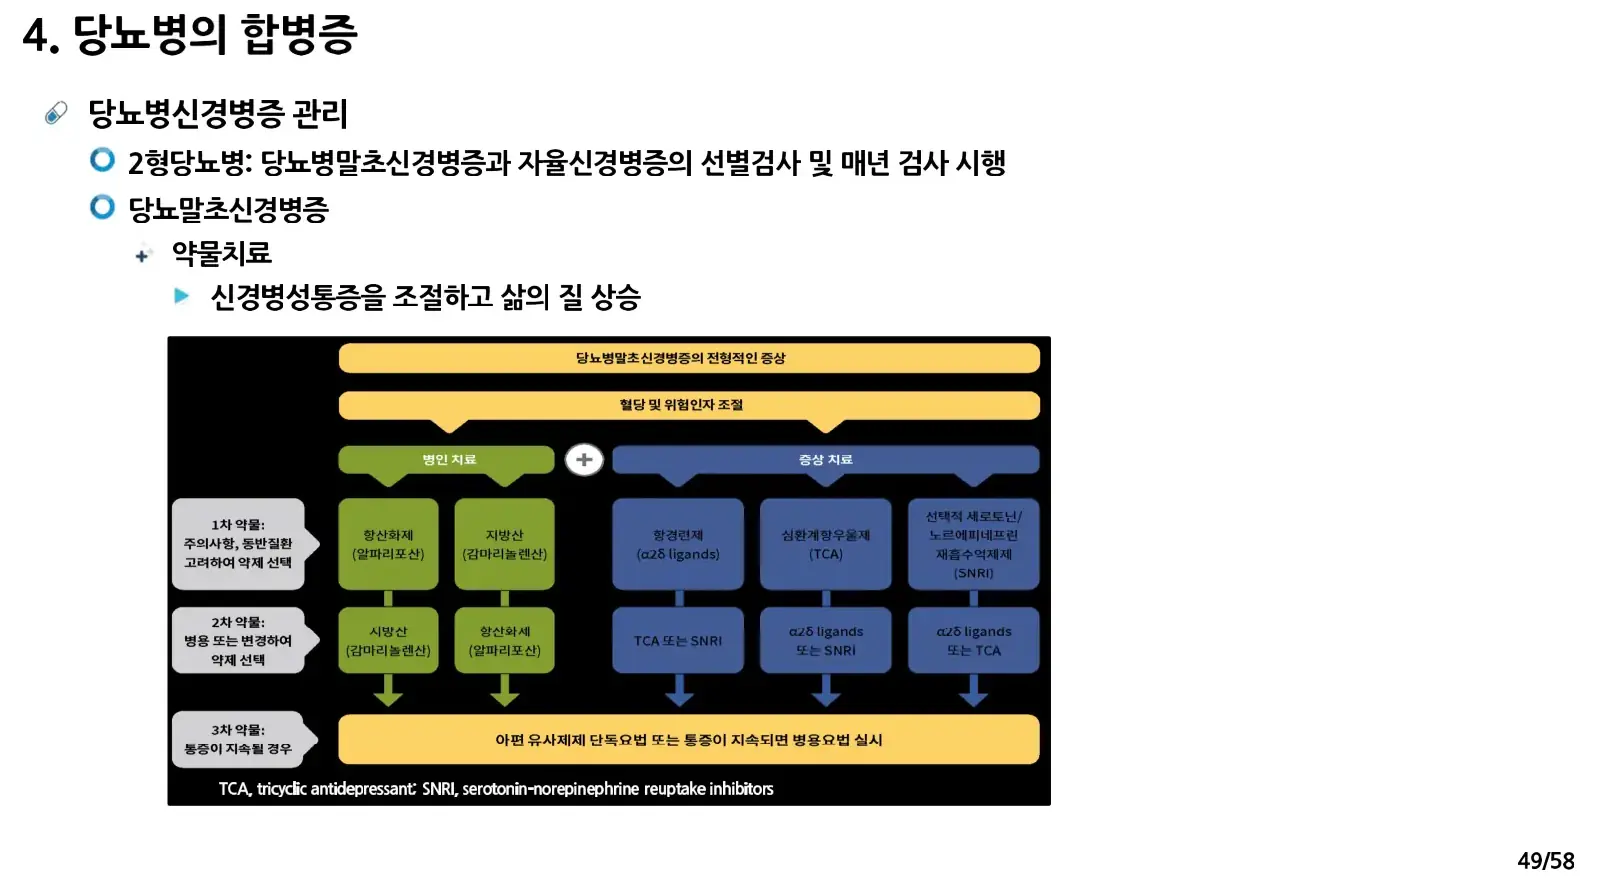 4. 당뇨병의 합병증
당뇨병신경병증 관리
2형당뇨병: 당뇨병말초신경병증과 자율신경병증의 선별검사 및 매년 검사 시행
당뇨말초신경병증
약물치료
신경병성통증을 조절하고 삶의 질 상승
당뇨병말초신경병증의 전형적인 증상
혈당 및 위험인자 조절
병인 치료
+
증상 치료
1차 약물:
주의사항, 동반질환
고려하여 약제 선택
항산화제
(알파리포산)
지방산
(감마리놀렌산)
항경련제
(α2δ ligands)
심환계항우울제
(TCA)
선택적 세로토닌/
노르에피네프린
재흡수억제제
(SNRI)
2차 약물:
병용 또는 변경하여
약제 선택
지방산
(감마리놀렌산)
항산화제
(알파리포산)
TCA 또는 SNRI
α2δ ligands
또는 SNRI
α2δ ligands
또는 TCA
3차 약물:
통증이 지속될 경우
아편 유사제제 단독요법 또는 통증이 지속되면 병용요법 실시
TCA, tricyclic antidepressant; SNRI, serotonin-norepinephrine reuptake inhibitors
49/58